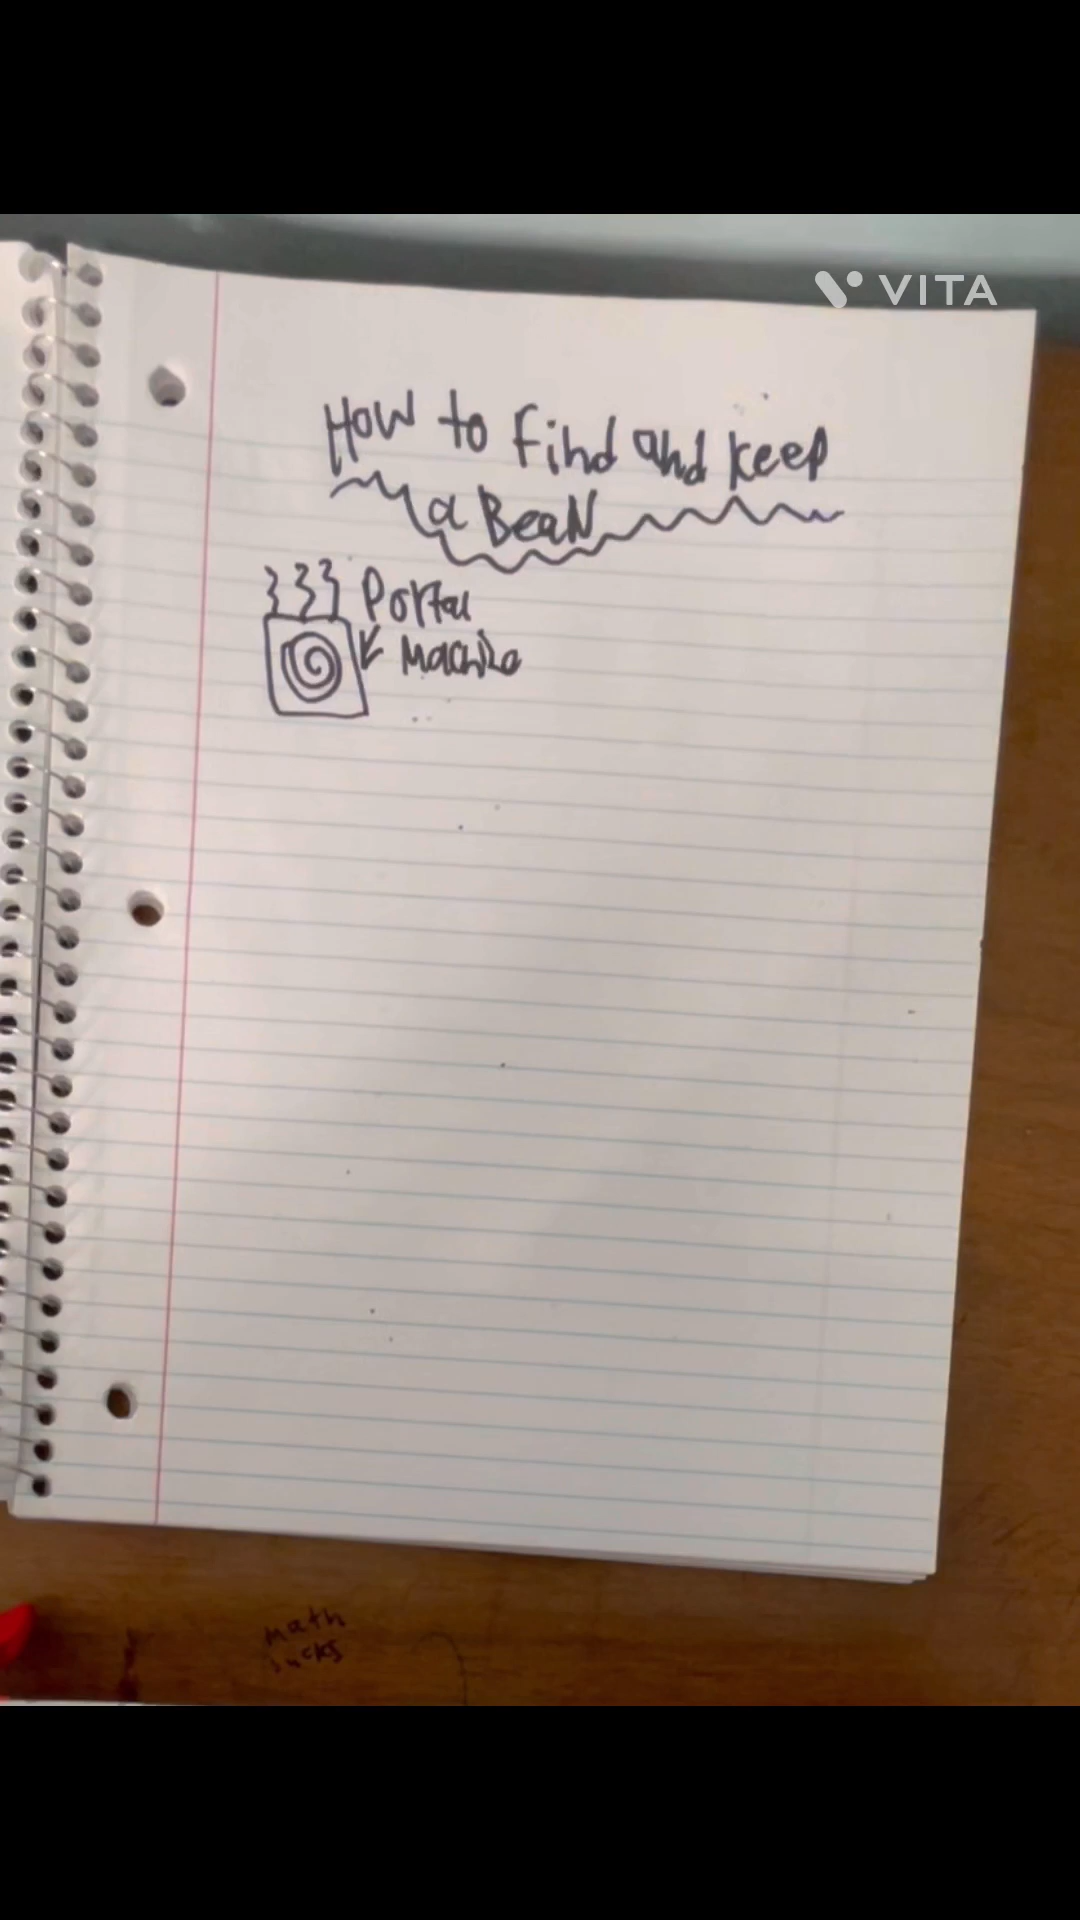 VITA
How to find and keep
a BeaN
Portal
Machine
math
sucks